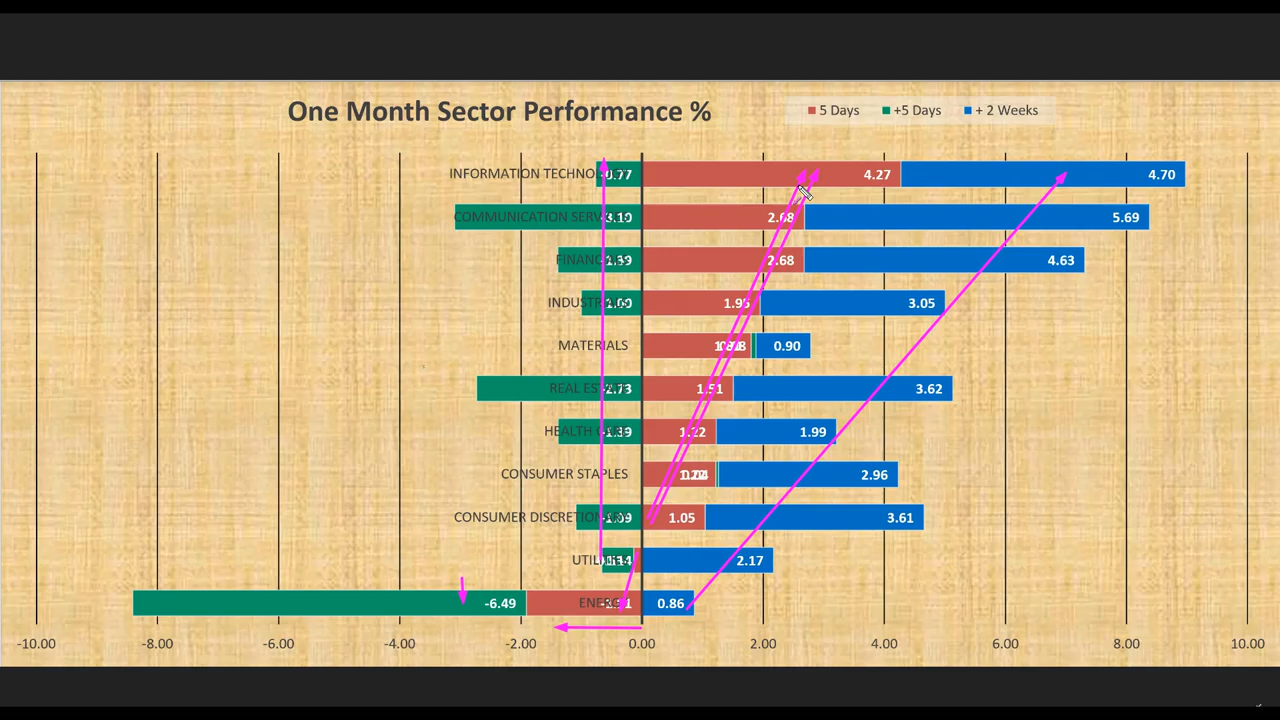 One Month Sector Performance %
5 Days +5 Days + 2 Weeks
INFORMATION 4.27 4.70
COMMUNICATION 2.68 5.69
2.68 4.63
1.95 3.05
MATERIALS 0.90
REAL 1.51 3.62
HEALTH 1.22 1.99
CONSUMER STAPLES 2.96
CONSUMER 1.05 3.61
2.17
-6.49 0.86
-10.00 -8.00 -6.00 -4.00 -2.00 0.00 2.00 4.00 6.00 8.00 10.00